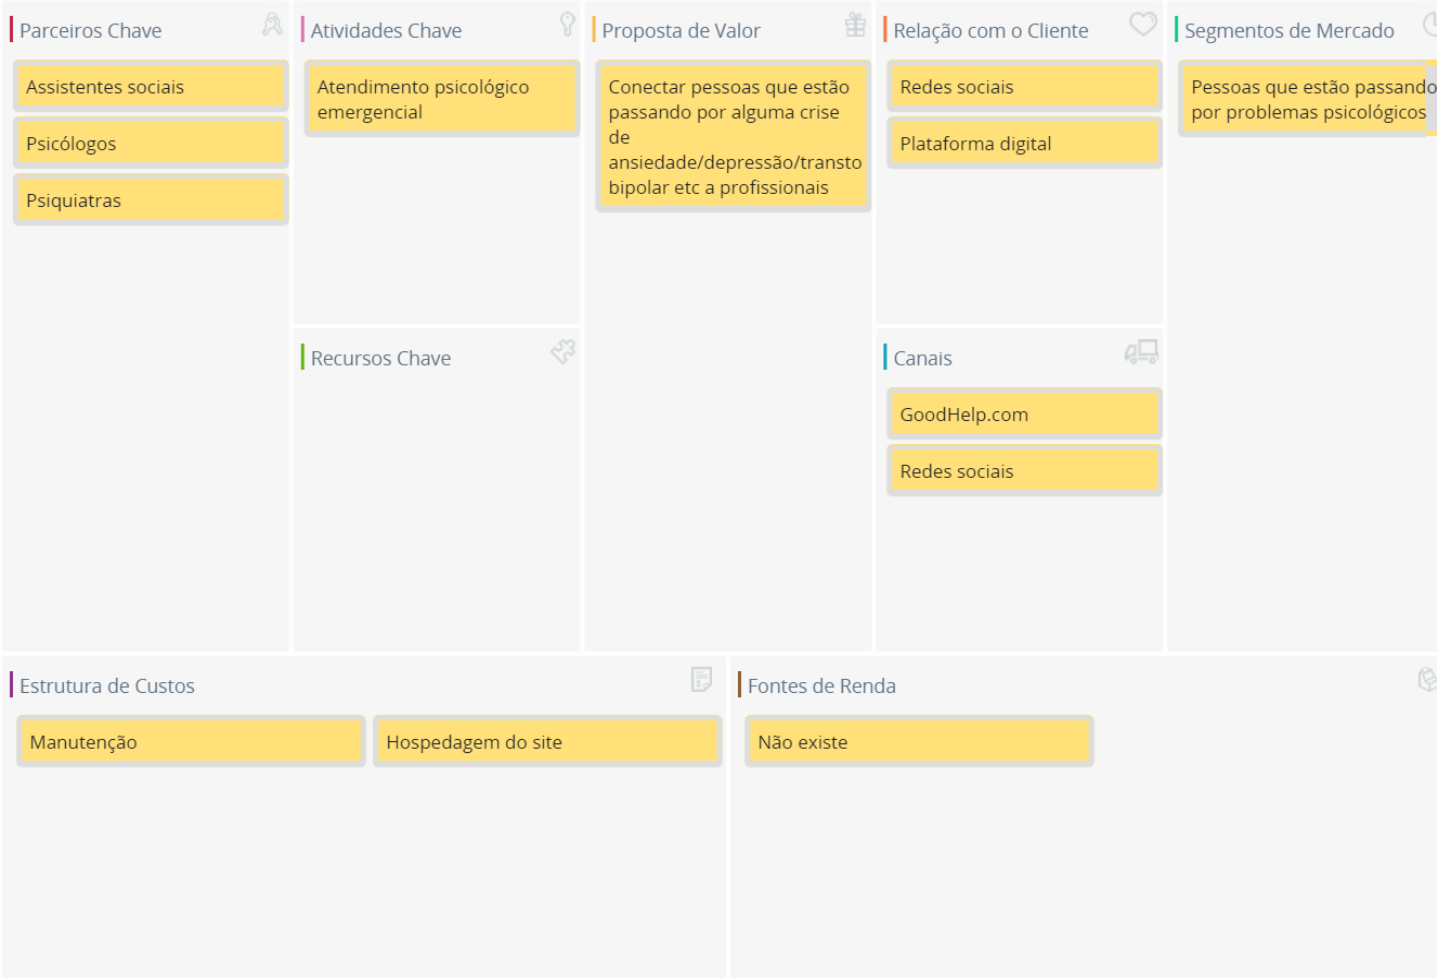 Parceiros Chave
Assistentes sociais
Psicólogos
Psiquiatras
Atividades Chave
Atendimento psicológico
emergencial
Recursos Chave
Proposta de Valor
Conectar pessoas que estão
passando por alguma crise
de
ansiedade/depressão/transto
bipolar etc a profissionais
Relação com o Cliente
Redes sociais
Plataforma digital
Canais
GoodHelp.com
Redes sociais
Segmentos de Mercado
Pessoas que estão passando
por problemas psicológicos
Estrutura de Custos
Manutenção
Hospedagem do site
Fontes de Renda
Não existe